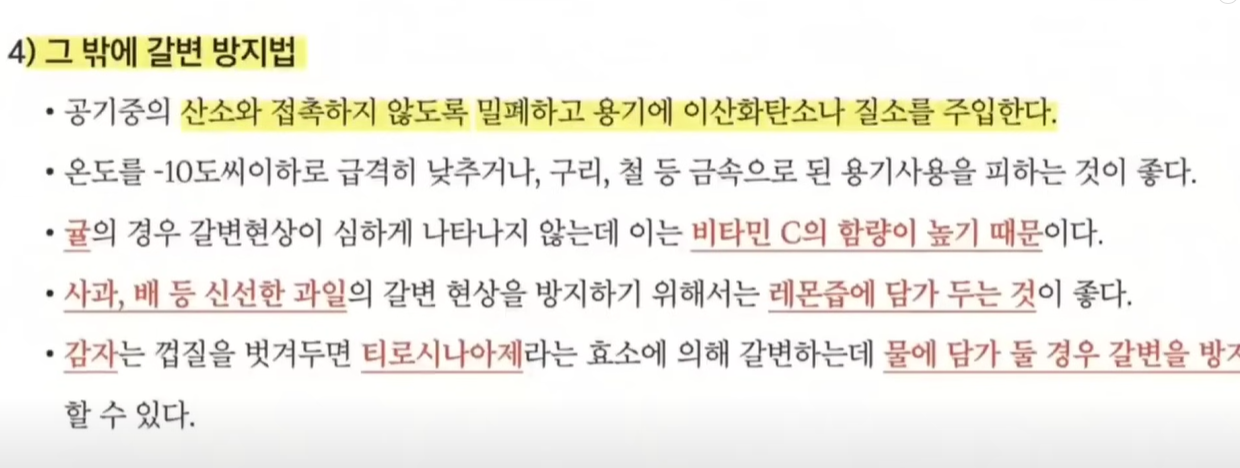 4) 그 밖에 갈변 방지법
• 공기중의 산소와 접촉하지 않도록 밀폐하고 용기에 이산화탄소나 질소를 주입한다.
• 온도를 -10도씨이하로 급격히 낮추거나, 구리, 철 등 금속으로 된 용기사용을 피하는 것이 좋다.
• 귤의 경우 갈변현상이 심하게 나타나지 않는데 이는 비타민 C의 함량이 높기 때문이다.
• 사과, 배 등 신선한 과일의 갈변 현상을 방지하기 위해서는 레몬즙에 담가 두는 것이 좋다.
• 감자는 껍질을 벗겨두면 티로시나아제라는 효소에 의해 갈변하는데 물에 담가 둘 경우 갈변을 방지
할 수 있다.